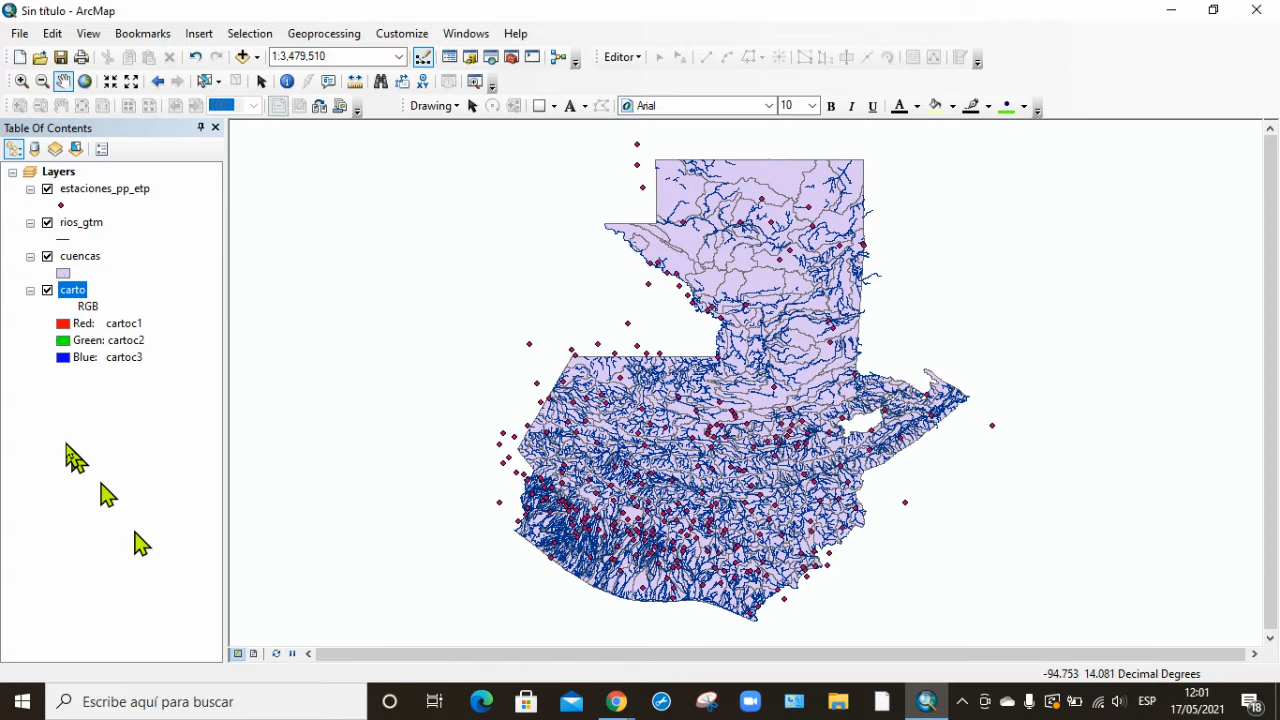 Sin título - ArcMap
File Edit View Bookmarks Insert Selection Geoprocessing Customize Windows Help
1:3,479,510
Editor
100%
Drawing
Arial
10
B I U A
Table Of Contents
Layers
estaciones_pp_etp
rios_gtm
cuencas
carto
RGB
Red: cartoc1
Green: cartoc2
Blue: cartoc3
-94.753 14.081 Decimal Degrees
Escribe aquí para buscar
ESP
12:01
17/05/2021
18